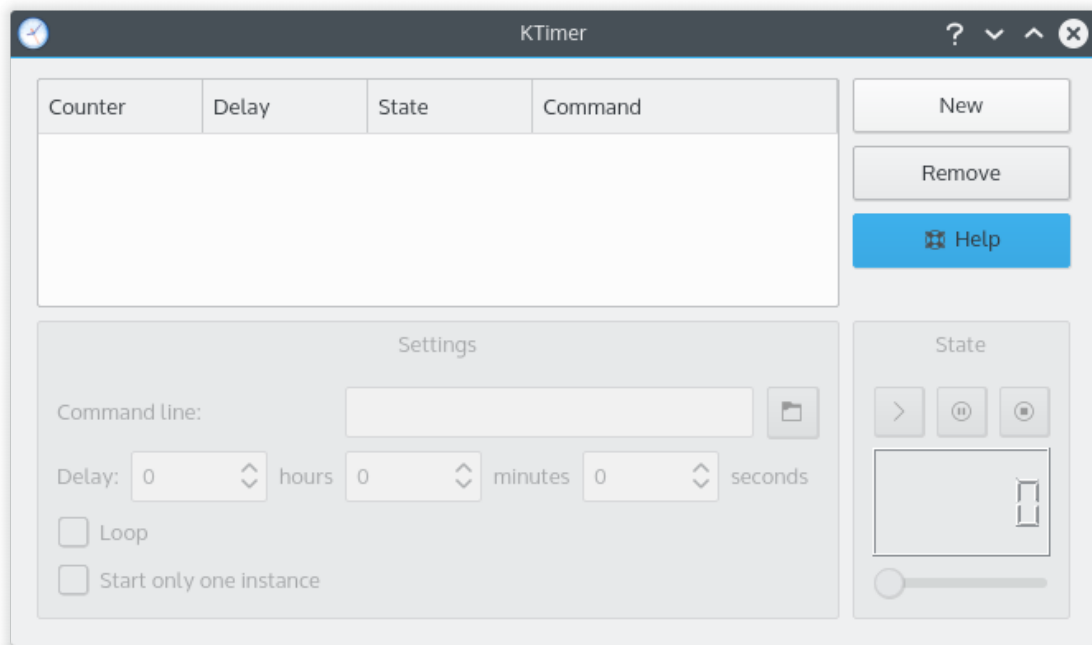 KTimer
Counter Delay State Command
New
Remove
Help
Settings
Command line:
Delay: 0 hours 0 minutes 0 seconds
Loop
Start only one instance
State
0